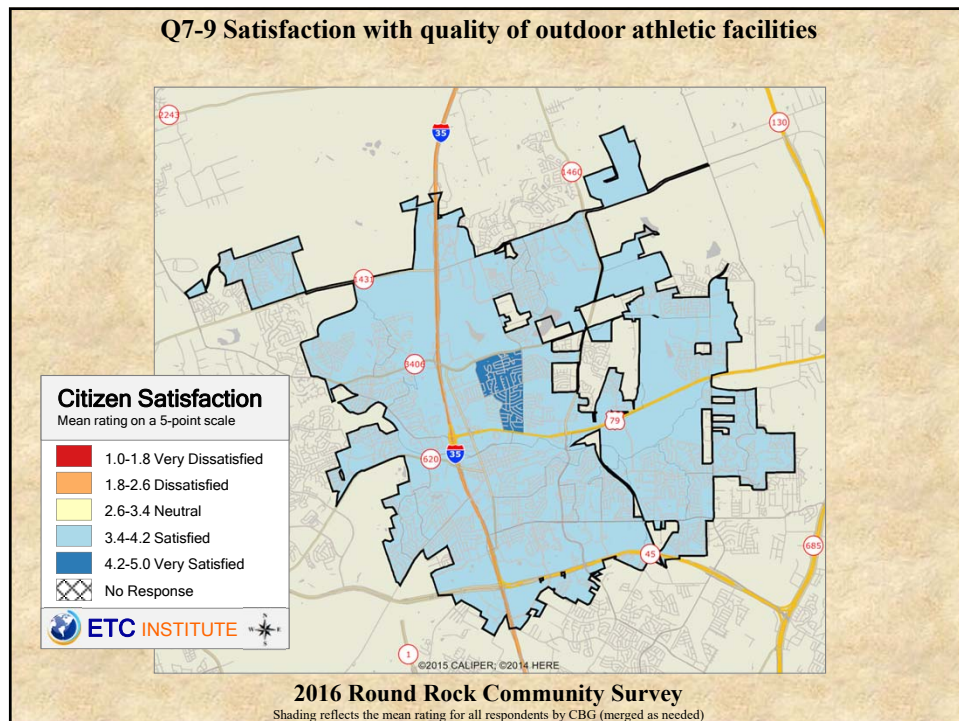 Q7-9 Satisfaction with quality of outdoor athletic facilities
2243
35
130
1460
1431
3406
79
620
35
45
685
1
Citizen Satisfaction
Mean rating on a 5-point scale
1.0-1.8 Very Dissatisfied
1.8-2.6 Dissatisfied
2.6-3.4 Neutral
3.4-4.2 Satisfied
4.2-5.0 Very Satisfied
No Response
ETC INSTITUTE
©2015 CALIPER; ©2014 HERE
2016 Round Rock Community Survey
Shading reflects the mean rating for all respondents by CBG (merged as needed)